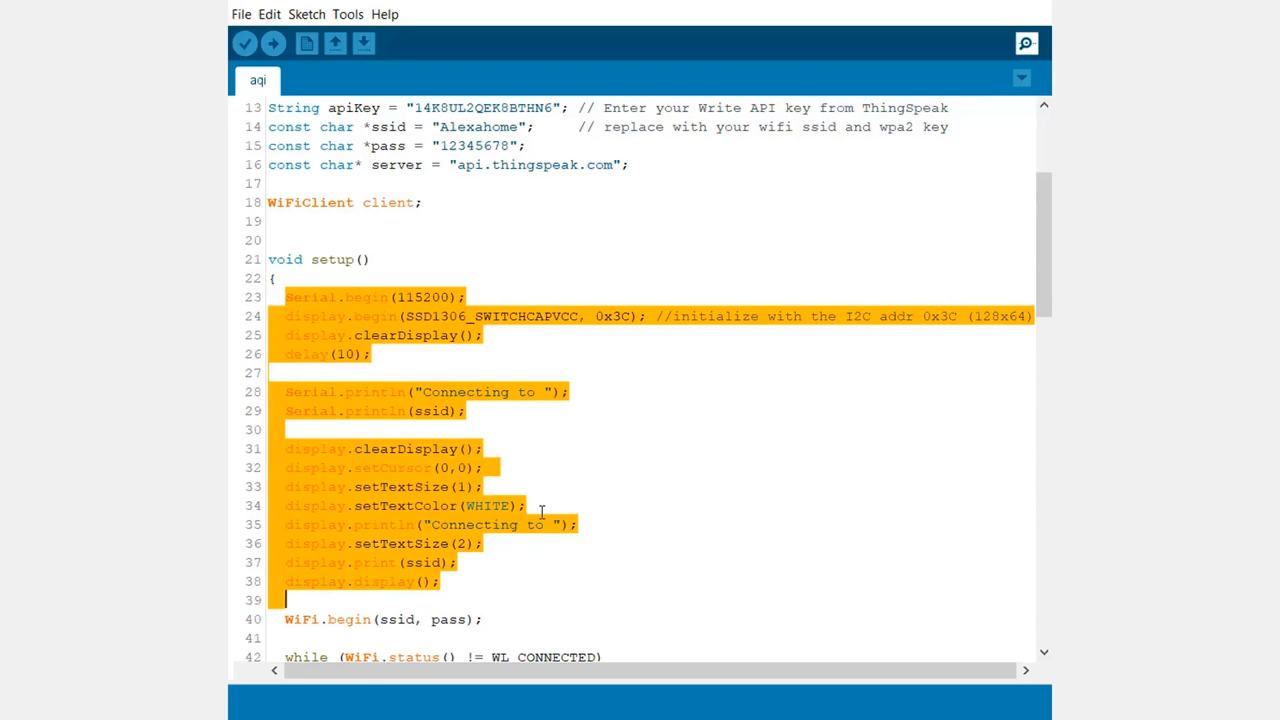 File Edit Sketch Tools Help
aqi
13 String apiKey = "14K8UL2QEK8BTHN6"; // Enter your Write API key from ThingSpeak
14 const char *ssid = "Alexahome"; // replace with your wifi ssid and wpa2 key
15 const char *pass = "12345678";
16 const char* server = "api.thingspeak.com";
17
18 WiFiClient client;
19
20
21 void setup()
22 {
23 Serial.begin(115200);
24 display.begin(SSD1306_SWITCHCAPVCC, 0x3C); //initialize with the I2C addr 0x3C (128x64)
25 display.clearDisplay();
26 delay(10);
27
28 Serial.println("Connecting to ");
29 Serial.println(ssid);
30
31 display.clearDisplay();
32 display.setCursor(0,0);
33 display.setTextSize(1);
34 display.setTextColor(WHITE);
35 display.println("Connecting to ");
36 display.setTextSize(2);
37 display.print(ssid);
38 display.display();
39
40 WiFi.begin(ssid, pass);
41
42 while (WiFi.status() != WL_CONNECTED)